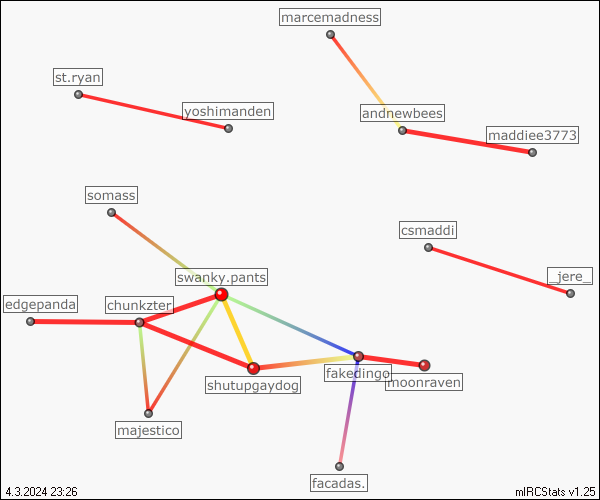 marcemadness
st.ryan
yoshimanden
andnewbees
maddiee3773
somass
csmaddi
swanky.pants
_jere_
edgepanda
chunkzter
fakedingo
moonraven
shutupgaydog
majestico
facadas.
4.3.2024 23:26
mIRCStats v1.25